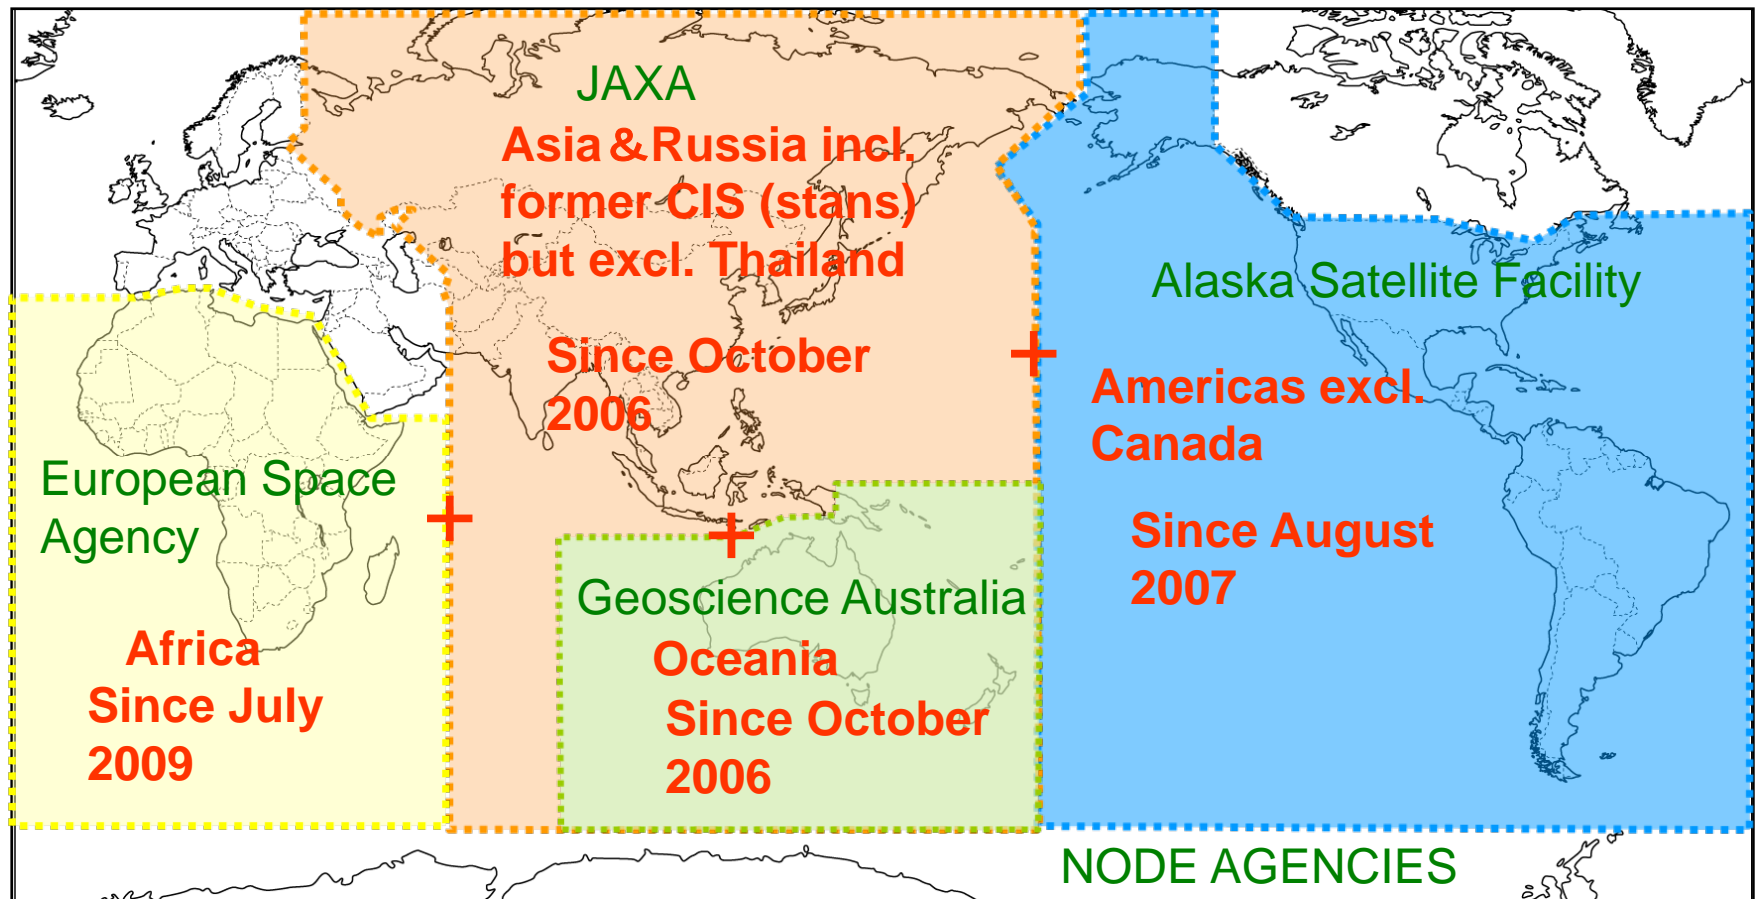 JAXA
Asia&Russia incl.
former CIS (stans)
but excl. Thailand
Since October
2006
Alaska Satellite Facility
Americas excl.
Canada
Since August
2007
European Space
Agency
Africa
Since July
2009
Geoscience Australia
Oceania
Since October
2006
NODE AGENCIES